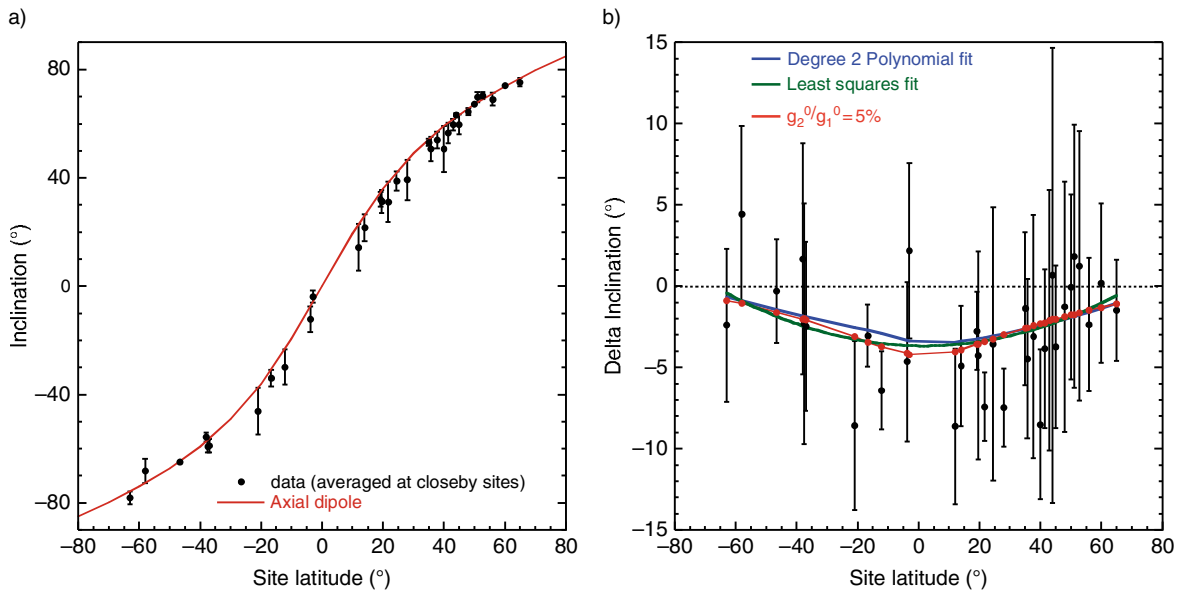 a)
80
40
0
−40
−80
Inclination (°)
data (averaged at closeby sites)
Axial dipole
−80 −60 −40 −20 0 20 40 60 80
Site latitude (°)
b)
15
10
5
0
−5
−10
−15
Delta Inclination (°)
Degree 2 Polynomial fit
Least squares fit
g₂⁰/g₁⁰ = 5%
−80 −60 −40 −20 0 20 40 60 80
Site latitude (°)